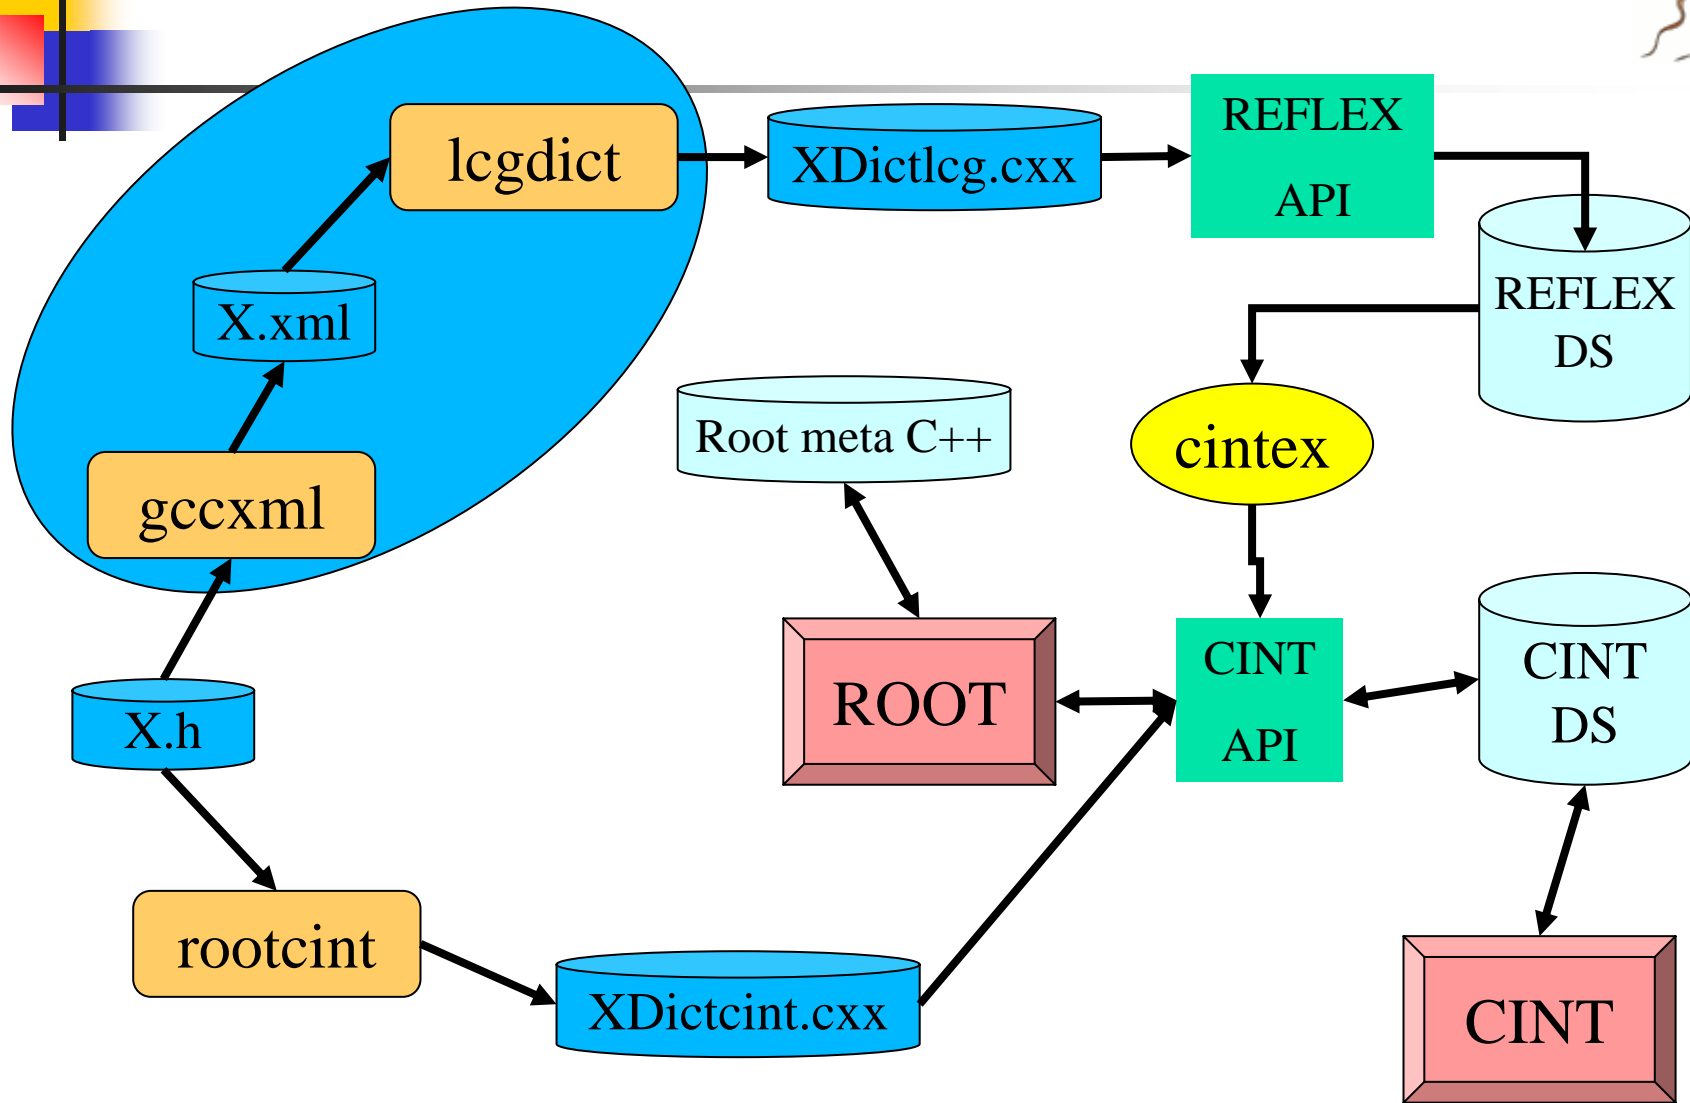 lcgdict
XDictlcg.cxx
REFLEX
API
X.xml
REFLEX
DS
Root meta C++
cintex
gccxml
X.h
ROOT
CINT
API
CINT
DS
rootcint
XDictcint.cxx
CINT